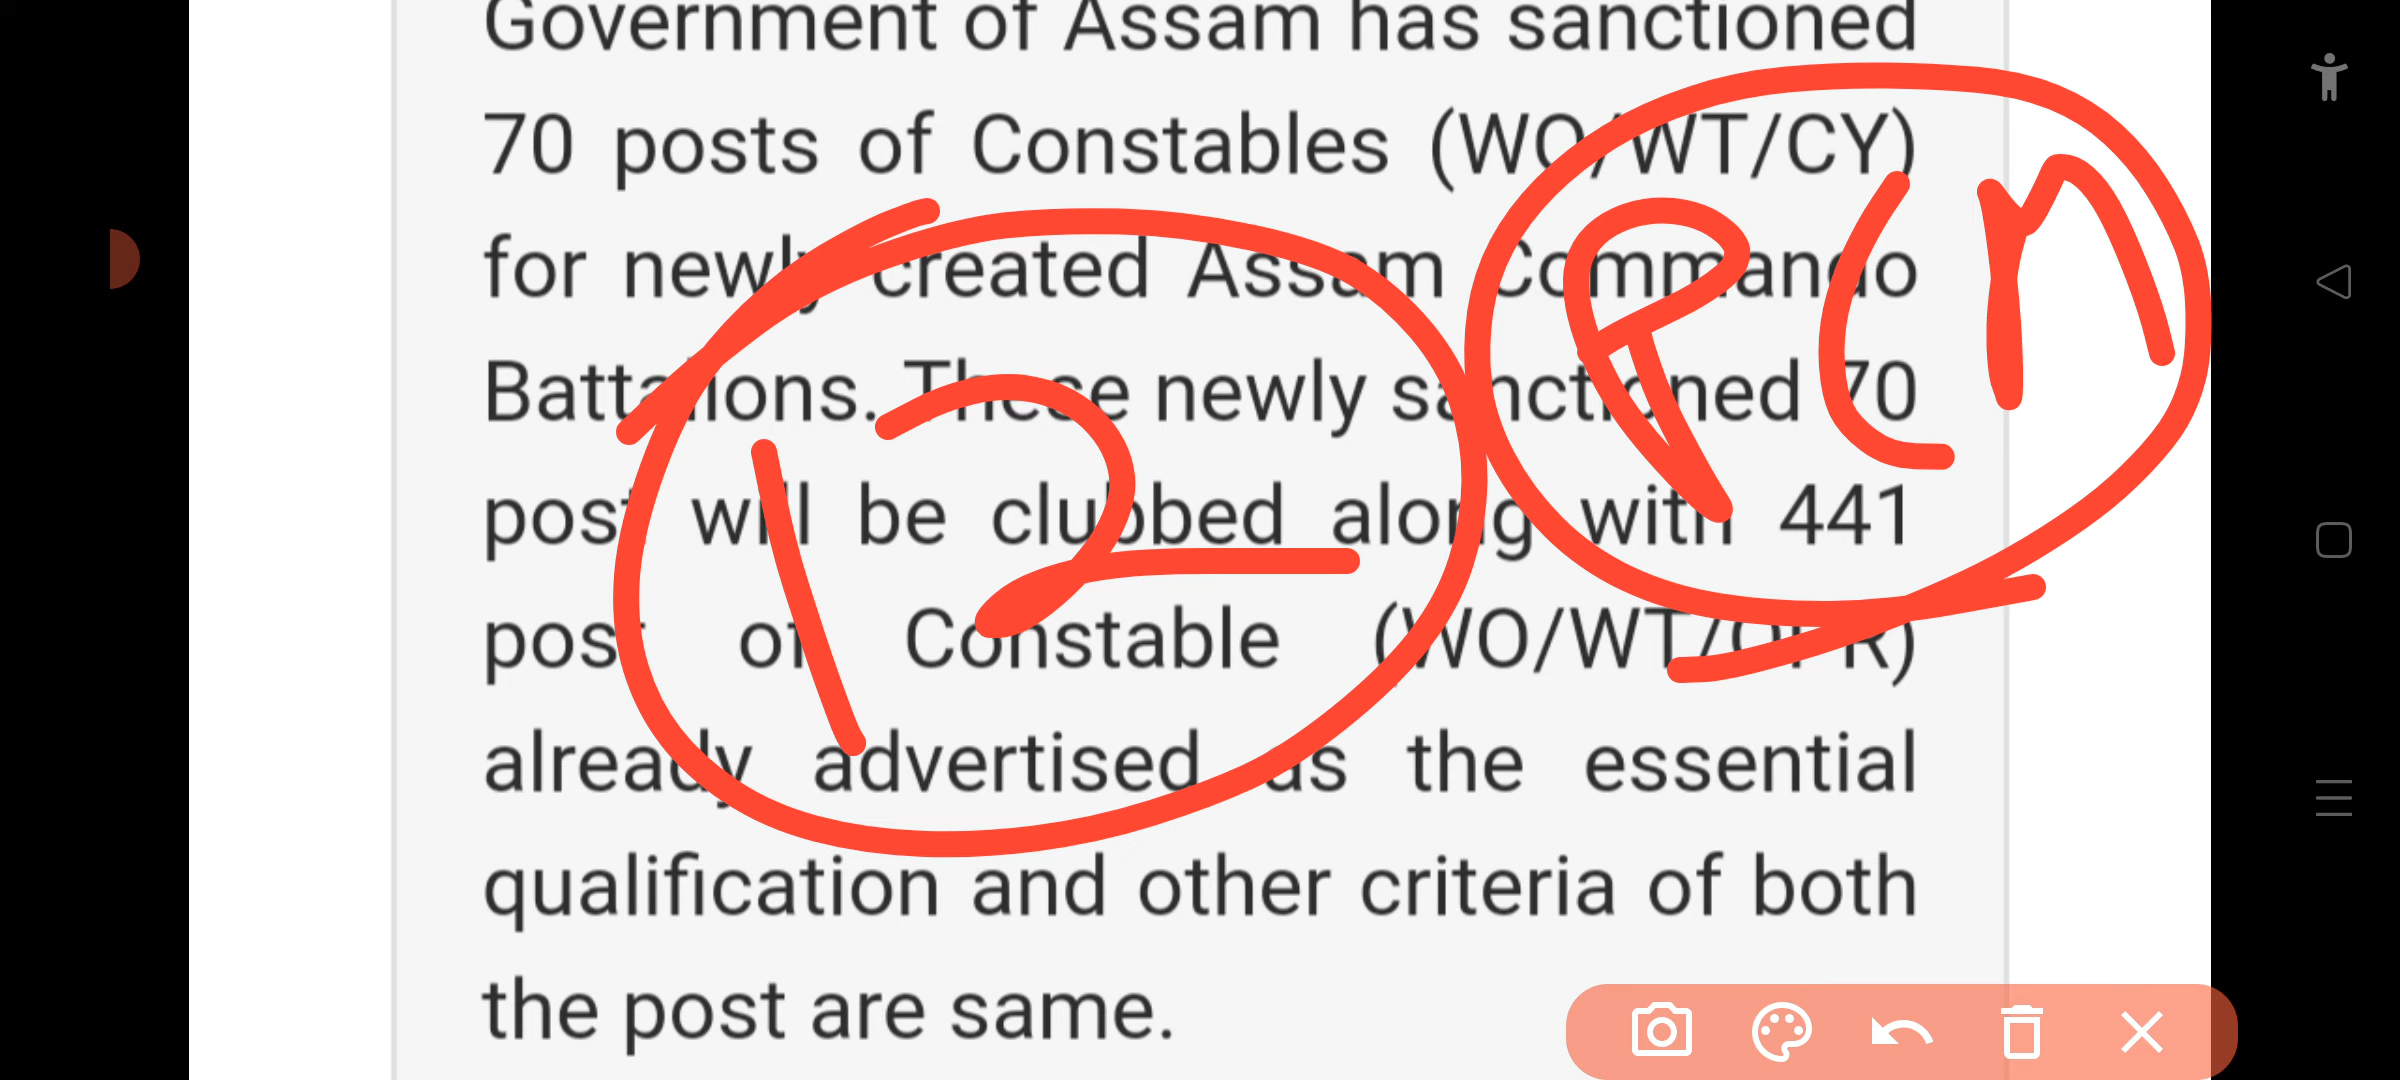 Government of Assam has sanctioned
70 posts of Constables (WO/WT/CY)
for newly created Assam Commando
Battalions. These newly sanctioned 70
post will be clubbed along with 441
post of Constable (WO/WT/OPR)
already advertised as the essential
qualification and other criteria of both
the post are same.
12
PCM